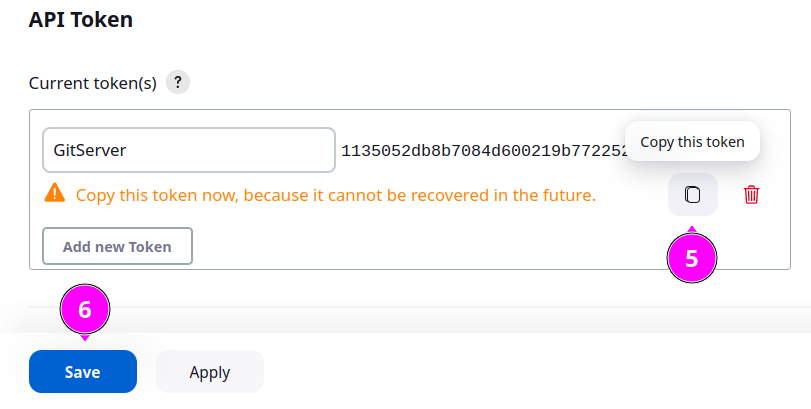 API Token
Current token(s) ?
GitServer 1135052db8b7084d600219b772252
Copy this token
Copy this token now, because it cannot be recovered in the future.
Add new Token
5
6
Save Apply